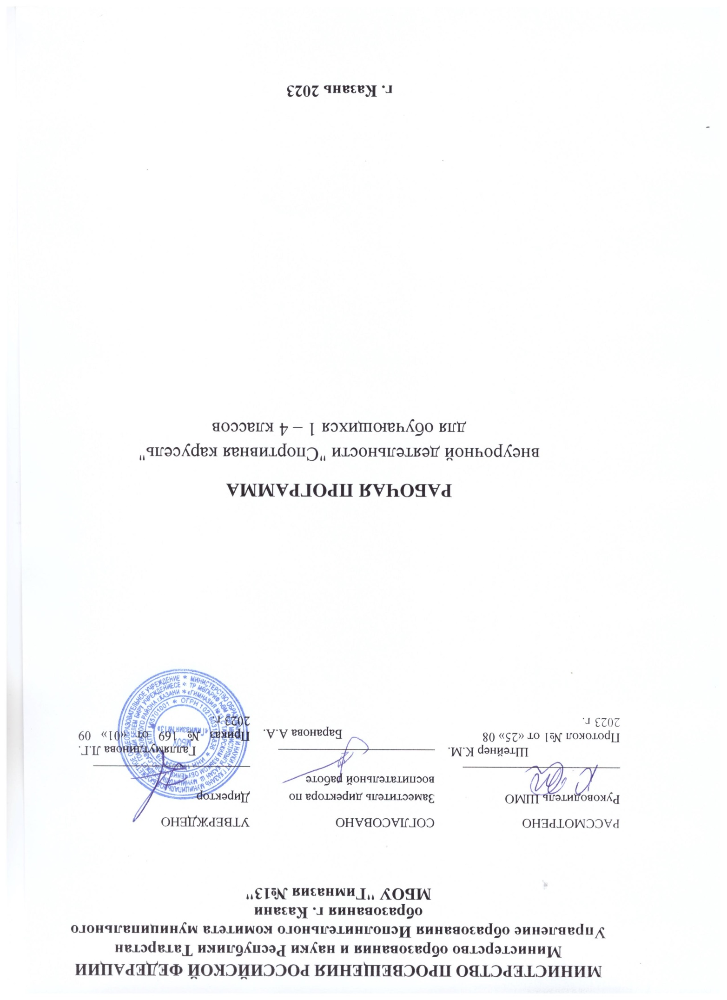 МИНИСТЕРСТВО ПРОСВЕЩЕНИЯ РОССИЙСКОЙ ФЕДЕРАЦИИ
Министерство образования и науки Республики Татарстан
Управление образования Исполнительного комитета муниципального
образования г. Казани
МБОУ "Гимназия №13"
РАССМОТРЕНО
Руководитель ШМО
Штейнер К.М.
Протокол №1 от «25» 08
2023 г.
СОГЛАСОВАНО
Заместитель директора по
воспитательной работе
Баранова А.А.
УТВЕРЖДЕНО
Директор
Галлямутдинова Л.Г.
Приказ № 169 от «01» 09
2023 г.
МБОУ
«Гимназия №13»
РАБОЧАЯ ПРОГРАММА
внеурочной деятельности "Спортивная карусель"
для обучающихся 1 – 4 классов
г. Казань 2023